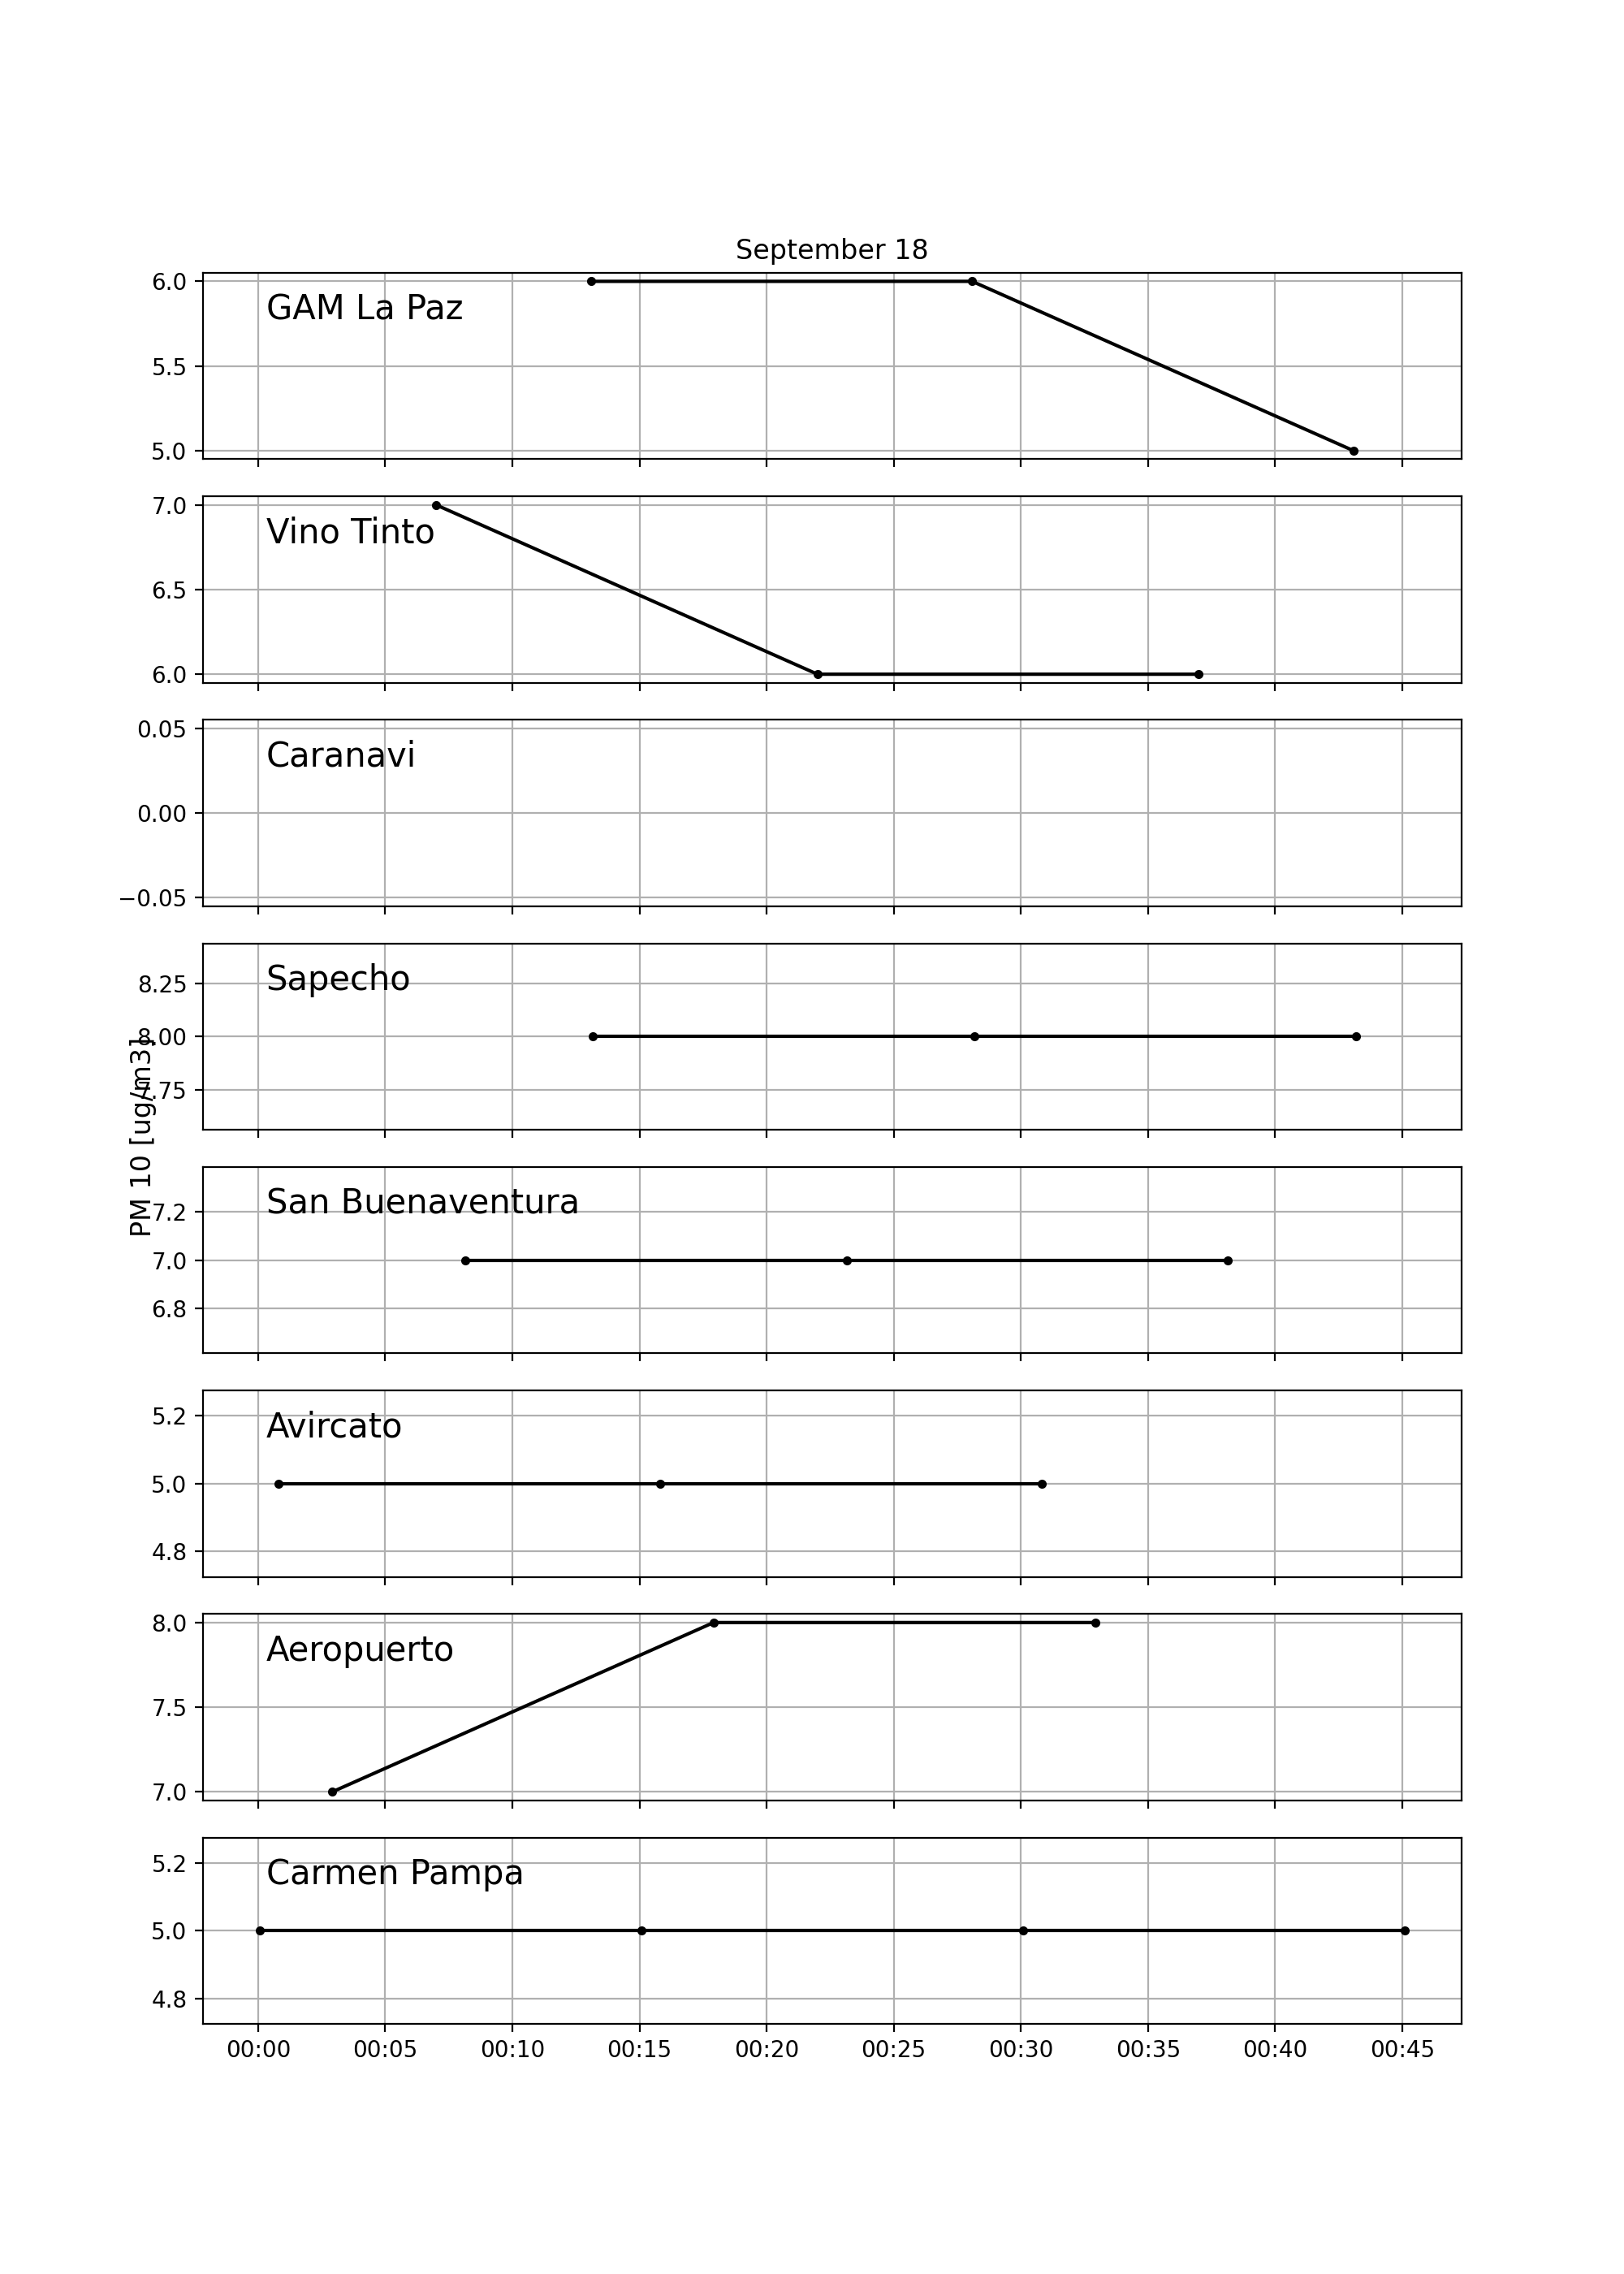 September 18
6.0
GAM La Paz
5.5
5.0
7.0
Vino Tinto
6.5
6.0
0.05
Caranavi
0.00
−0.05
PM 10 [ug/m3]
Sapecho
8.25
8.00
7.75
San Buenaventura
7.2
7.0
6.8
5.2
Avircato
5.0
4.8
8.0
Aeropuerto
7.5
7.0
5.2
Carmen Pampa
5.0
4.8
00:00 00:05 00:10 00:15 00:20 00:25 00:30 00:35 00:40 00:45